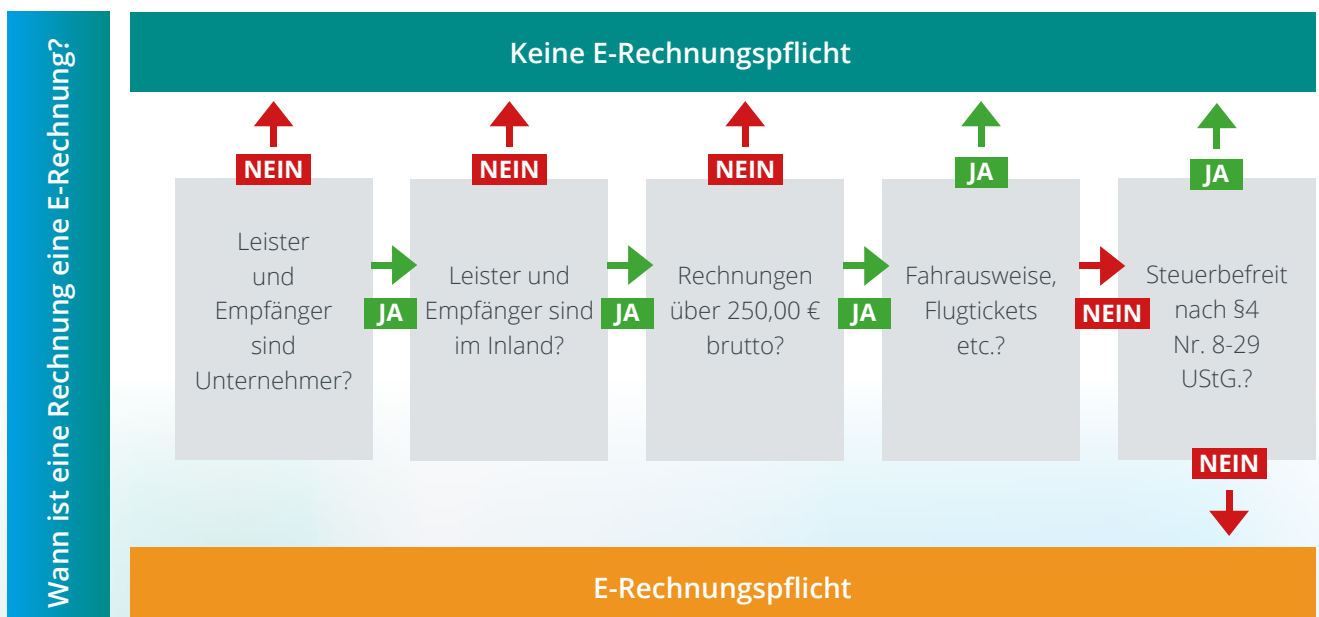 Wann ist eine Rechnung eine E-Rechnung?
Keine E-Rechnungspflicht
NEIN
NEIN
NEIN
JA
JA
Leister
und
Empfänger
sind
Unternehmer?
JA
Leister und
Empfänger sind
im Inland?
JA
Rechnungen
über 250,00 €
brutto?
JA
Fahrausweise,
Flugtickets
etc.?
NEIN
Steuerbefreit
nach §4
Nr. 8-29
UStG.?
NEIN
E-Rechnungspflicht